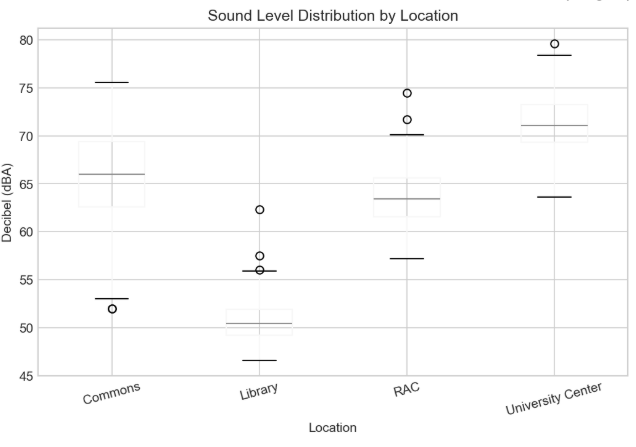 Sound Level Distribution by Location
80
75
70
65
60
55
50
45
Decibel (dBA)
Commons
Library
RAC
University Center
Location